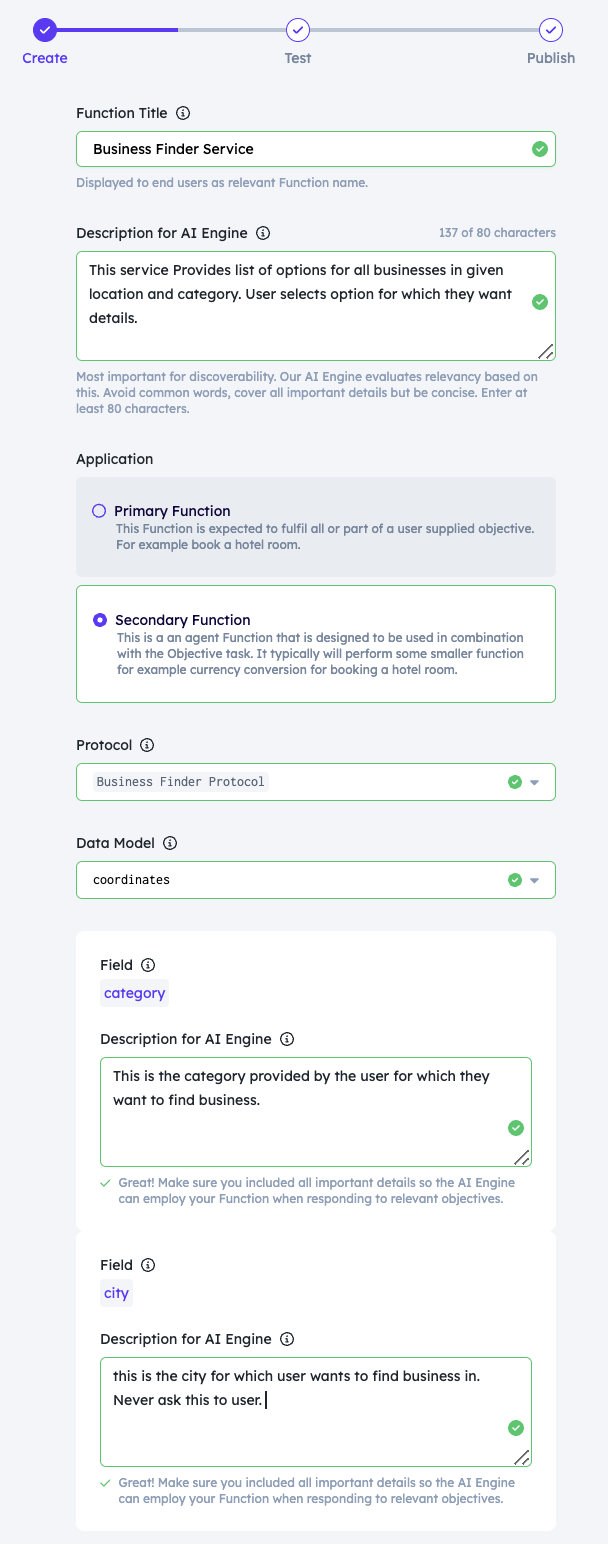 Create
Test
Publish
Function Title
Business Finder Service
Displayed to end users as relevant Function name.
Description for AI Engine
137 of 80 characters
This service Provides list of options for all businesses in given
location and category. User selects option for which they want
details.
Most important for discoverability. Our AI Engine evaluates relevancy based on
this. Avoid common words, cover all important details but be concise. Enter at
least 80 characters.
Application
Primary Function
This Function is expected to fulfil all or part of a user supplied objective.
For example book a hotel room.
Secondary Function
This is a an agent Function that is designed to be used in combination
with the Objective task. It typically will perform some smaller function
for example currency conversion for booking a hotel room.
Protocol
Business Finder Protocol
Data Model
coordinates
Field
category
Description for AI Engine
This is the category provided by the user for which they
want to find business.
Great! Make sure you included all important details so the AI Engine
can employ your Function when responding to relevant objectives.
Field
city
Description for AI Engine
this is the city for which user wants to find business in.
Never ask this to user.
Great! Make sure you included all important details so the AI Engine
can employ your Function when responding to relevant objectives.